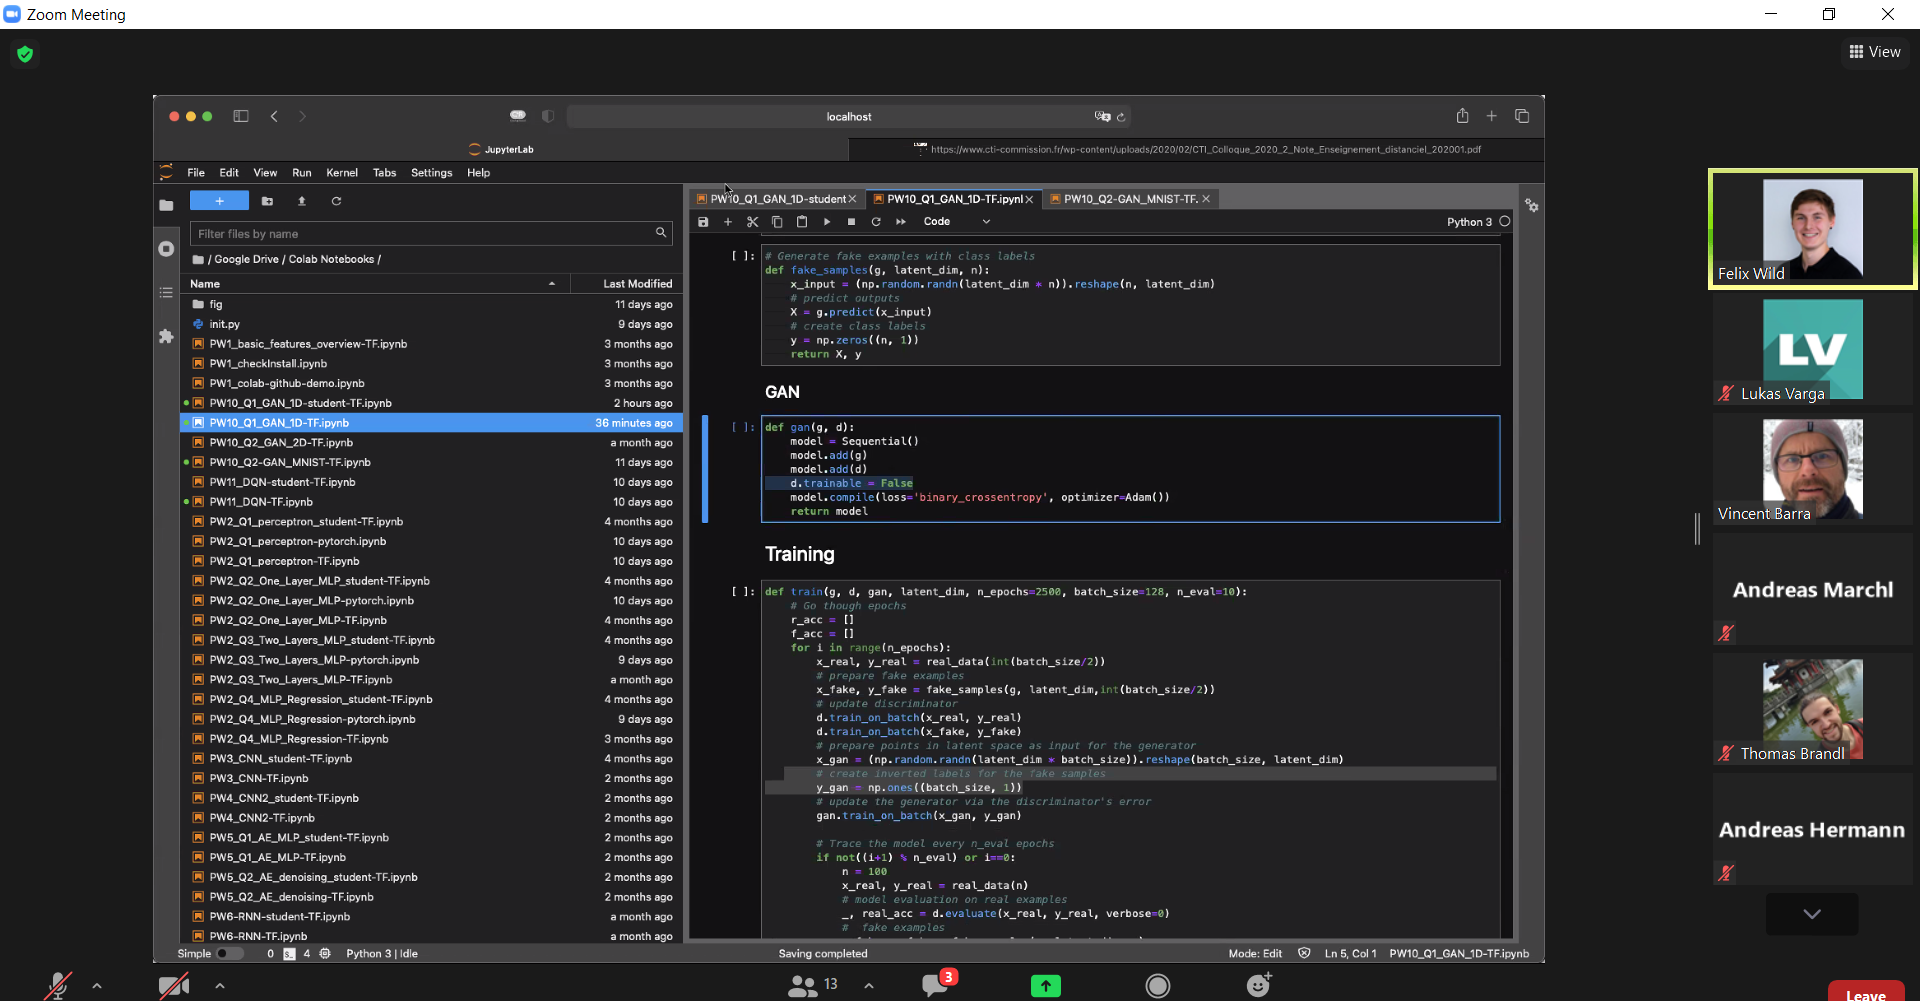 Zoom Meeting
View
localhost
JupyterLab
https://www.cti-commission.fr/wp-content/uploads/2020/02/CTI_Colloque_2020_2_Note_Enseignement_distanciel_202001.pdf
File Edit View Run Kernel Tabs Settings Help
PW10_Q1_GAN_1D-student
PW10_Q1_GAN_1D-TF.ipynl
PW10_Q2-GAN_MNIST-TF.
Code
Python 3
Filter files by name
/ Google Drive / Colab Notebooks /
Name Last Modified
fig 11 days ago
init.py 9 days ago
PW1_basic_features_overview-TF.ipynb 3 months ago
PW1_checkInstall.ipynb 3 months ago
PW1_colab-github-demo.ipynb 3 months ago
PW10_Q1_GAN_1D-student-TF.ipynb 2 hours ago
PW10_Q1_GAN_1D-TF.ipynb 36 minutes ago
PW10_Q2_GAN_2D-TF.ipynb a month ago
PW10_Q2-GAN_MNIST-TF.ipynb 11 days ago
PW11_DQN-student-TF.ipynb 10 days ago
PW11_DQN-TF.ipynb 10 days ago
PW2_Q1_perceptron_student-TF.ipynb 4 months ago
PW2_Q1_perceptron-pytorch.ipynb 10 days ago
PW2_Q1_perceptron-TF.ipynb 10 days ago
PW2_Q2_One_Layer_MLP_student-TF.ipynb 4 months ago
PW2_Q2_One_Layer_MLP-pytorch.ipynb 10 days ago
PW2_Q2_One_Layer_MLP-TF.ipynb 4 months ago
PW2_Q3_Two_Layers_MLP_student-TF.ipynb 4 months ago
PW2_Q3_Two_Layers_MLP-pytorch.ipynb 9 days ago
PW2_Q3_Two_Layers_MLP-TF.ipynb a month ago
PW2_Q4_MLP_Regression_student-TF.ipynb 4 months ago
PW2_Q4_MLP_Regression-pytorch.ipynb 9 days ago
PW2_Q4_MLP_Regression-TF.ipynb 3 months ago
PW3_CNN_student-TF.ipynb 4 months ago
PW3_CNN-TF.ipynb 2 months ago
PW4_CNN2_student-TF.ipynb 2 months ago
PW4_CNN2-TF.ipynb 2 months ago
PW5_Q1_AE_MLP_student-TF.ipynb 2 months ago
PW5_Q1_AE_MLP-TF.ipynb 2 months ago
PW5_Q2_AE_denoising_student-TF.ipynb 2 months ago
PW5_Q2_AE_denoising-TF.ipynb 2 months ago
PW6-RNN-student-TF.ipynb a month ago
PW6-RNN-TF.ipynb a month ago
[ ]: # Generate fake examples with class labels
def fake_samples(g, latent_dim, n):
x_input = (np.random.randn(latent_dim * n)).reshape(n, latent_dim)
# predict outputs
X = g.predict(x_input)
# create class labels
y = np.zeros((n, 1))
return X, y
GAN
[ ]: def gan(g, d):
model = Sequential()
model.add(g)
model.add(d)
d.trainable = False
model.compile(loss='binary_crossentropy', optimizer=Adam())
return model
Training
[ ]: def train(g, d, gan, latent_dim, n_epochs=2500, batch_size=128, n_eval=10):
# Go though epochs
r_acc = []
f_acc = []
for i in range(n_epochs):
x_real, y_real = real_data(int(batch_size/2))
# prepare fake examples
x_fake, y_fake = fake_samples(g, latent_dim,int(batch_size/2))
# update discriminator
d.train_on_batch(x_real, y_real)
d.train_on_batch(x_fake, y_fake)
# prepare points in latent space as input for the generator
x_gan = (np.random.randn(latent_dim * batch_size)).reshape(batch_size, latent_dim)
# create inverted labels for the fake samples
y_gan = np.ones((batch_size, 1))
# update the generator via the discriminator's error
gan.train_on_batch(x_gan, y_gan)
# Trace the model every n_eval epochs
if not((i+1) % n_eval) or i==0:
n = 100
x_real, y_real = real_data(n)
# model evaluation on real examples
_, real_acc = d.evaluate(x_real, y_real, verbose=0)
# fake examples
Simple 0 4 Python 3 | Idle Saving completed Mode: Edit Ln 5, Col 1 PW10_Q1_GAN_1D-TF.ipynb
Felix Wild
LV
Lukas Varga
Vincent Barra
Andreas Marchl
Thomas Brandl
Andreas Hermann
13
3
Leave